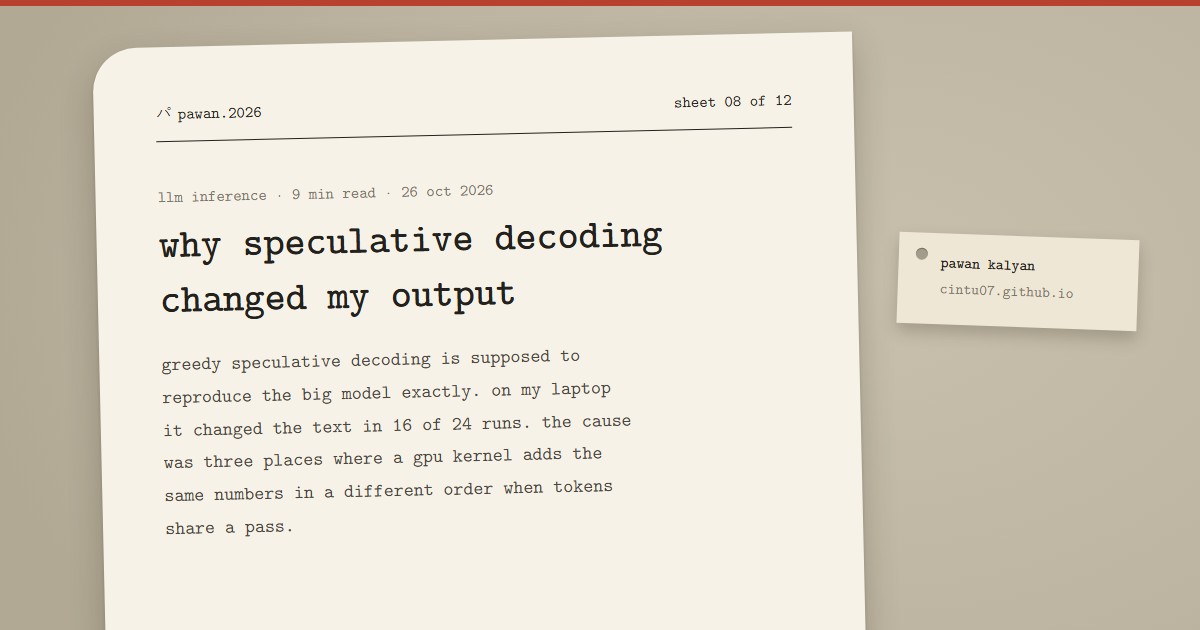 パ pawan.2026
sheet 08 of 12
llm inference · 9 min read · 26 oct 2026
why speculative decoding
changed my output
greedy speculative decoding is supposed to
reproduce the big model exactly. on my laptop
it changed the text in 16 of 24 runs. the cause
was three places where a gpu kernel adds the
same numbers in a different order when tokens
share a pass.
pawan kalyan
cintu07.github.io